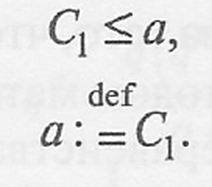 C₁ ≤ a,
def
a := C₁.